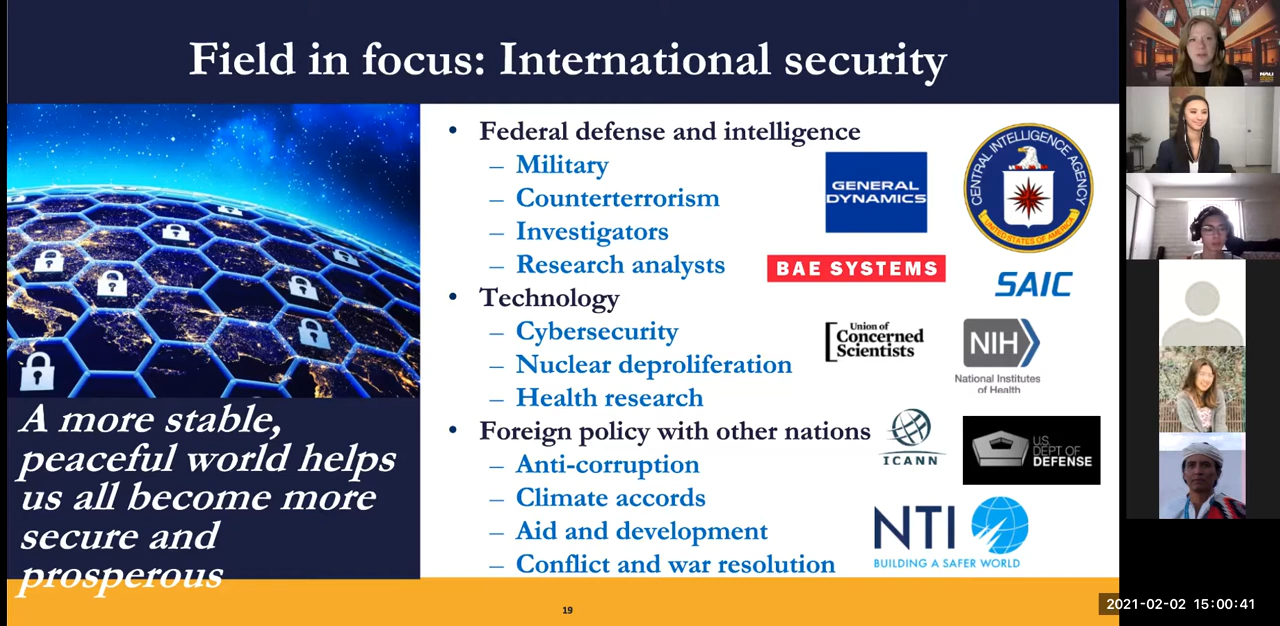 Field in focus: International security
• Federal defense and intelligence
– Military
– Counterterrorism
– Investigators
– Research analysts
• Technology
– Cybersecurity
– Nuclear deproliferation
– Health research
• Foreign policy with other nations
– Anti-corruption
– Climate accords
– Aid and development
– Conflict and war resolution
GENERAL
DYNAMICS
CENTRAL INTELLIGENCE AGENCY
UNITED STATES OF AMERICA
BAE SYSTEMS
SAIC
Union of
Concerned
Scientists
NIH
National Institutes
of Health
ICANN
U.S.
DEPT OF
DEFENSE
NTI
BUILDING A SAFER WORLD
A more stable,
peaceful world helps
us all become more
secure and
prosperous
19
NAU
2021-02-02 15:00:41